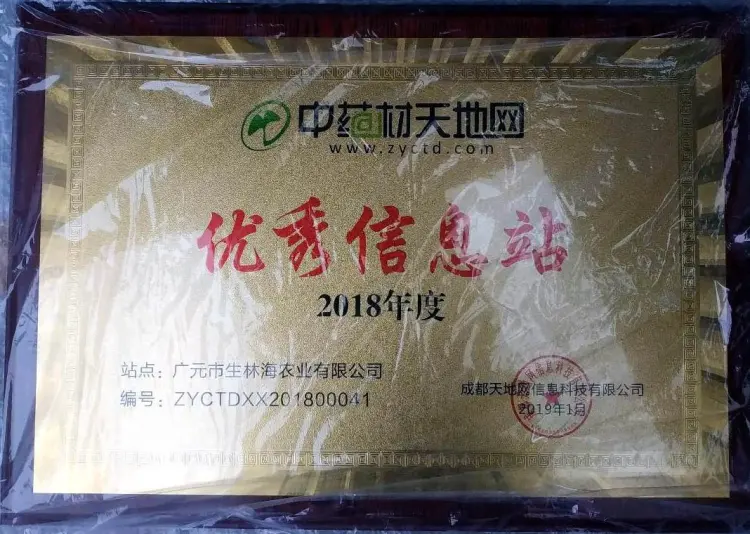 中药材天地网
www.zyctd.com
优秀信息站
2018年度
站点：广元市生林海农业有限公司
编号：ZYCTDXX201800041
成都天地网信息科技有限公司
2019年1月